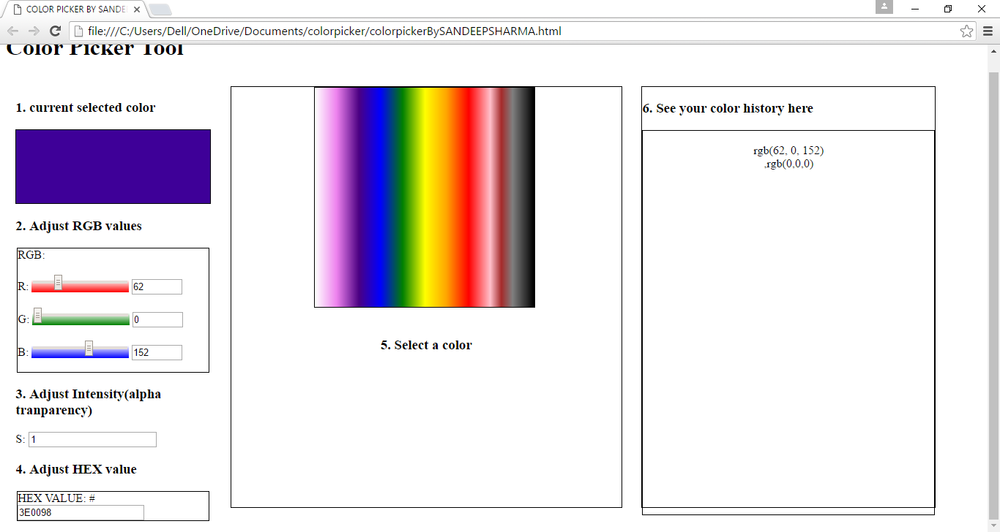 COLOR PICKER BY SANDE
file:///C:/Users/Dell/OneDrive/Documents/colorpicker/colorpickerBySANDEEPSHARMA.html
Color Picker Tool
1. current selected color
2. Adjust RGB values
RGB:
R: 62
G: 0
B: 152
3. Adjust Intensity(alpha
tranparency)
S: 1
4. Adjust HEX value
HEX VALUE: #
3E0098
5. Select a color
6. See your color history here
rgb(62, 0, 152)
,rgb(0,0,0)